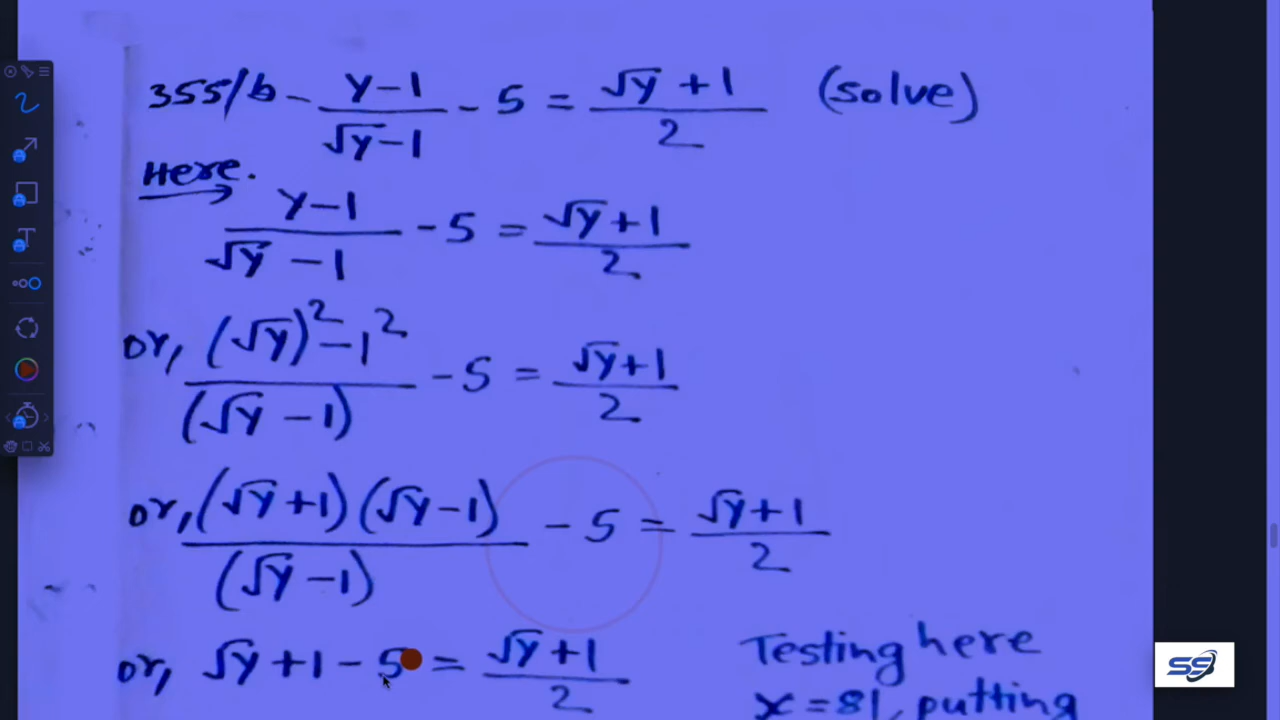 355/b - (y-1)/(√y-1) - 5 = (√y+1)/2 (solve)
Here.
(y-1)/(√y-1) - 5 = (√y+1)/2
or, ((√y)²-1²)/((√y-1)) - 5 = (√y+1)/2
or, ((√y+1)(√y-1))/((√y-1)) - 5 = (√y+1)/2
or, √y+1-5 = (√y+1)/2
Testing here
x=81, putting
S9